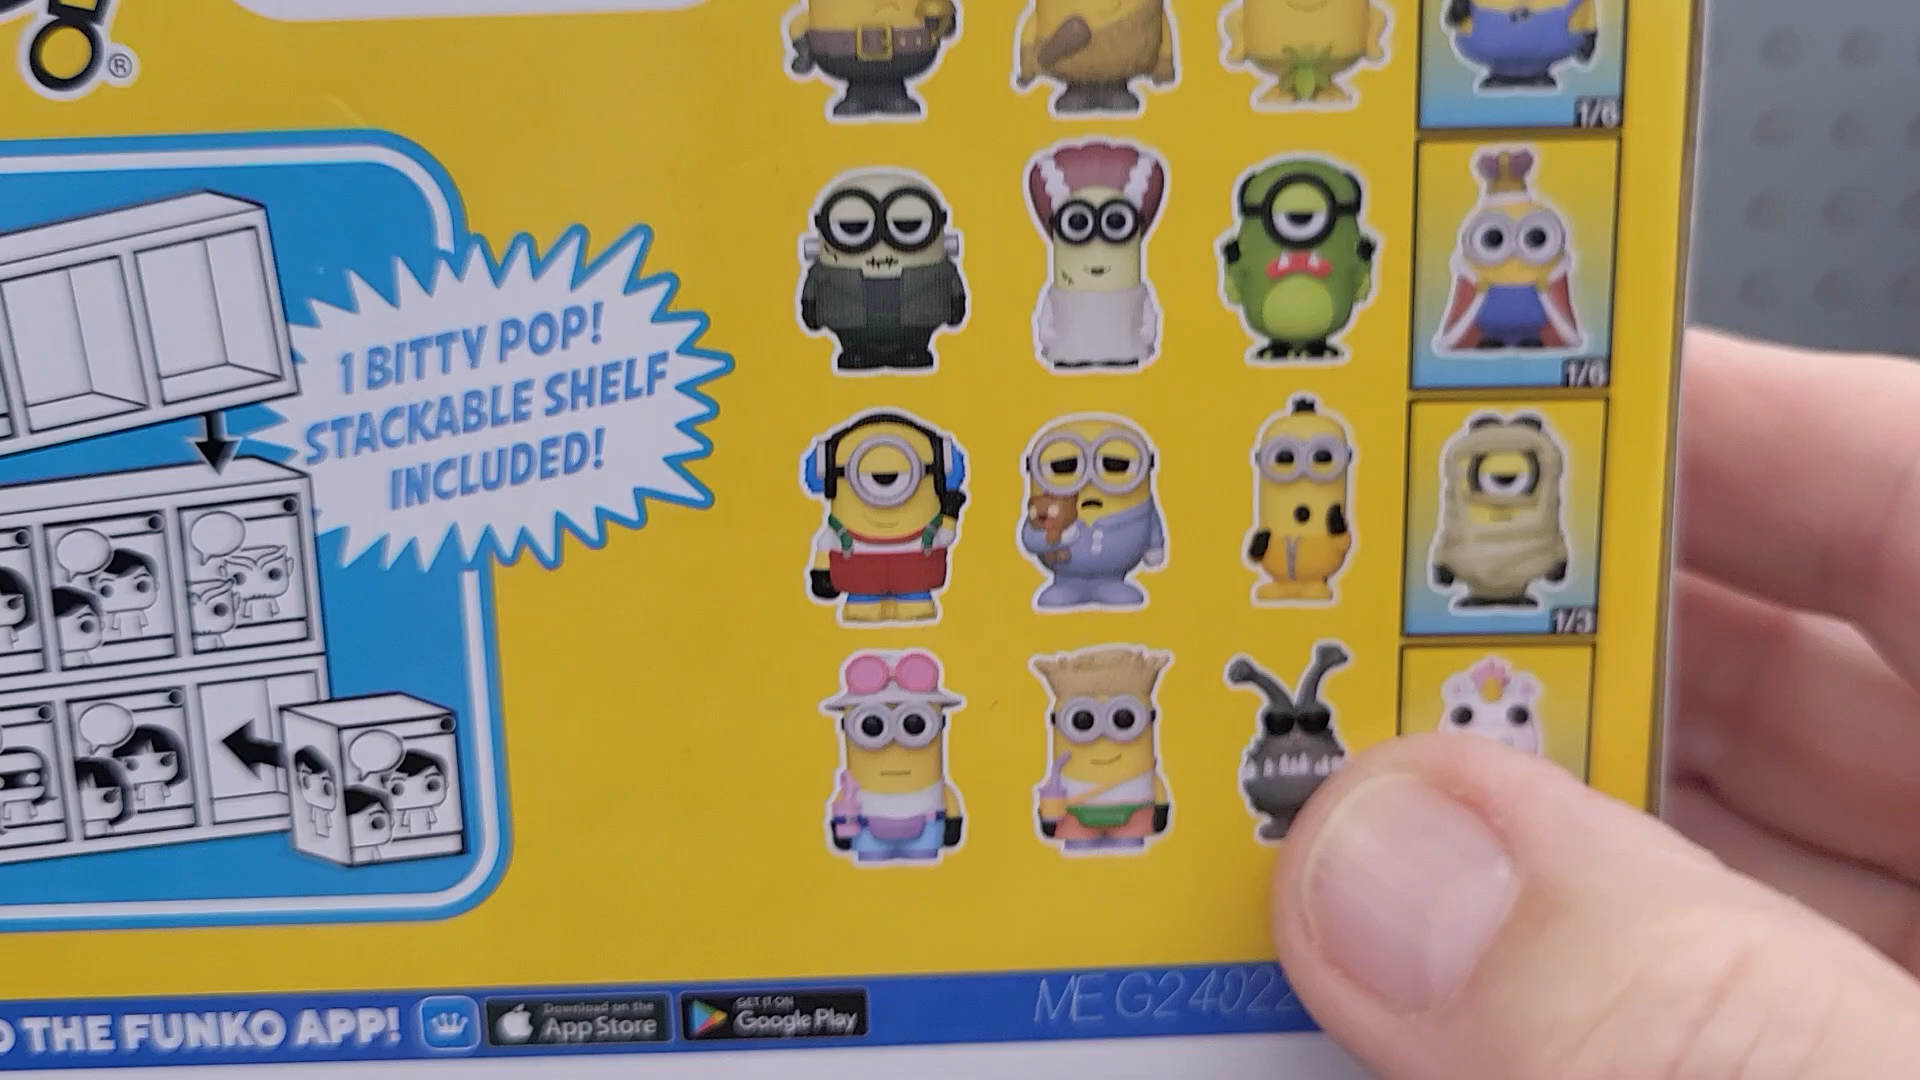 ®
1/6
1/6
1 BITTY POP!
STACKABLE SHELF
INCLUDED!
1/3
THE FUNKO APP!
Download on the
App Store
GET IT ON
Google Play
ME G24022